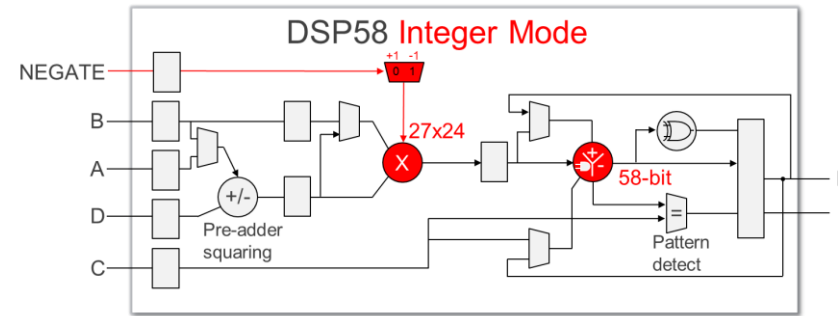 DSP58 Integer Mode
+1 -1
NEGATE
0 1
B
27x24
A
X
58-bit
+/-
D
=
Pre-adder
squaring
Pattern
detect
C